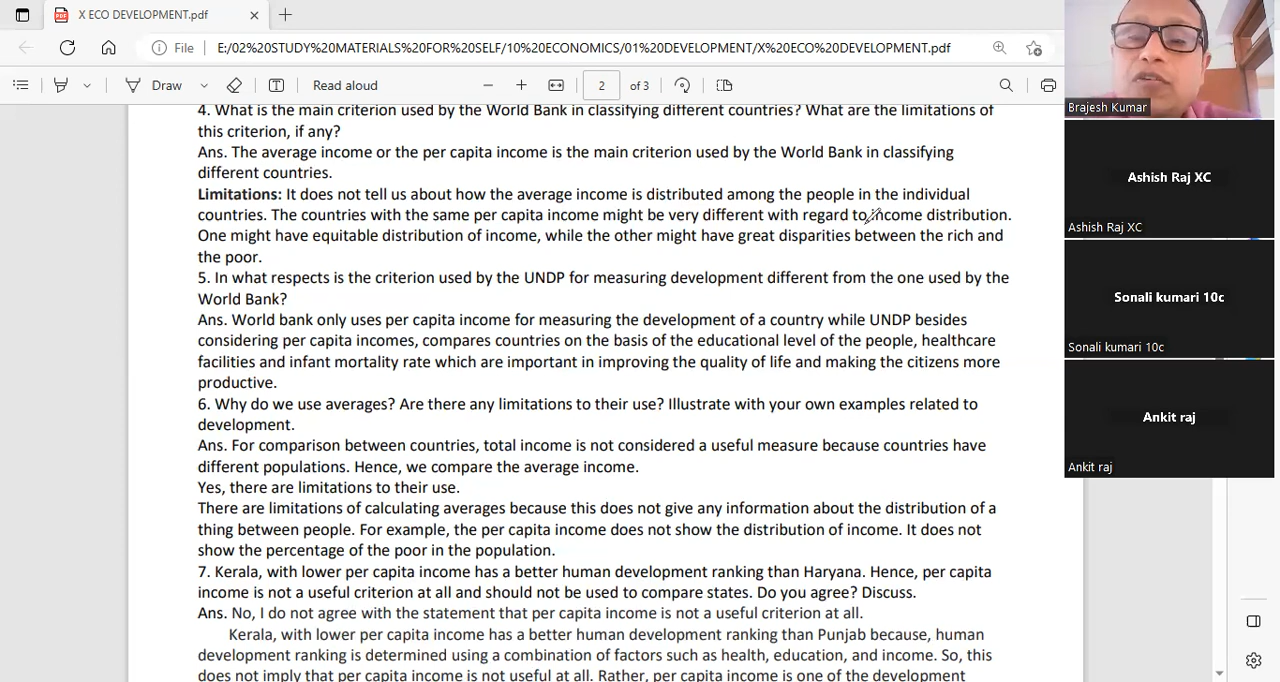 X ECO DEVELOPMENT.pdf
File E:/02%20STUDY%20MATERIALS%20FOR%20SLF/10%20ECONOMICS/01%20DEVELOPMENT/X%20ECO%20DEVELOPMENT.pdf
Draw Read aloud 2 of 3
4. What is the main criterion used by the World Bank in classifying different countries? What are the limitations of
this criterion, if any?
Ans. The average income or the per capita income is the main criterion used by the World Bank in classifying
different countries.
Limitations: It does not tell us about how the average income is distributed among the people in the individual
countries. The countries with the same per capita income might be very different with regard to income distribution.
One might have equitable distribution of income, while the other might have great disparities between the rich and
the poor.
5. In what respects is the criterion used by the UNDP for measuring development different from the one used by the
World Bank?
Ans. World bank only uses per capita income for measuring the development of a country while UNDP besides
considering per capita incomes, compares countries on the basis of the educational level of the people, healthcare
facilities and infant mortality rate which are important in improving the quality of life and making the citizens more
productive.
6. Why do we use averages? Are there any limitations to their use? Illustrate with your own examples related to
development.
Ans. For comparison between countries, total income is not considered a useful measure because countries have
different populations. Hence, we compare the average income.
Yes, there are limitations to their use.
There are limitations of calculating averages because this does not give any information about the distribution of a
thing between people. For example, the per capita income does not show the distribution of income. It does not
show the percentage of the poor in the population.
7. Kerala, with lower per capita income has a better human development ranking than Haryana. Hence, per capita
income is not a useful criterion at all and should not be used to compare states. Do you agree? Discuss.
Ans. No, I do not agree with the statement that per capita income is not a useful criterion at all.
Kerala, with lower per capita income has a better human development ranking than Punjab because, human
development ranking is determined using a combination of factors such as health, education, and income. So, this
does not imply that per capita income is not useful at all. Rather, per capita income is one of the development
Brajesh Kumar
Ashish Raj XC
Ashish Raj XC
Sonali kumari 10c
Sonali kumari 10c
Ankit raj
Ankit raj